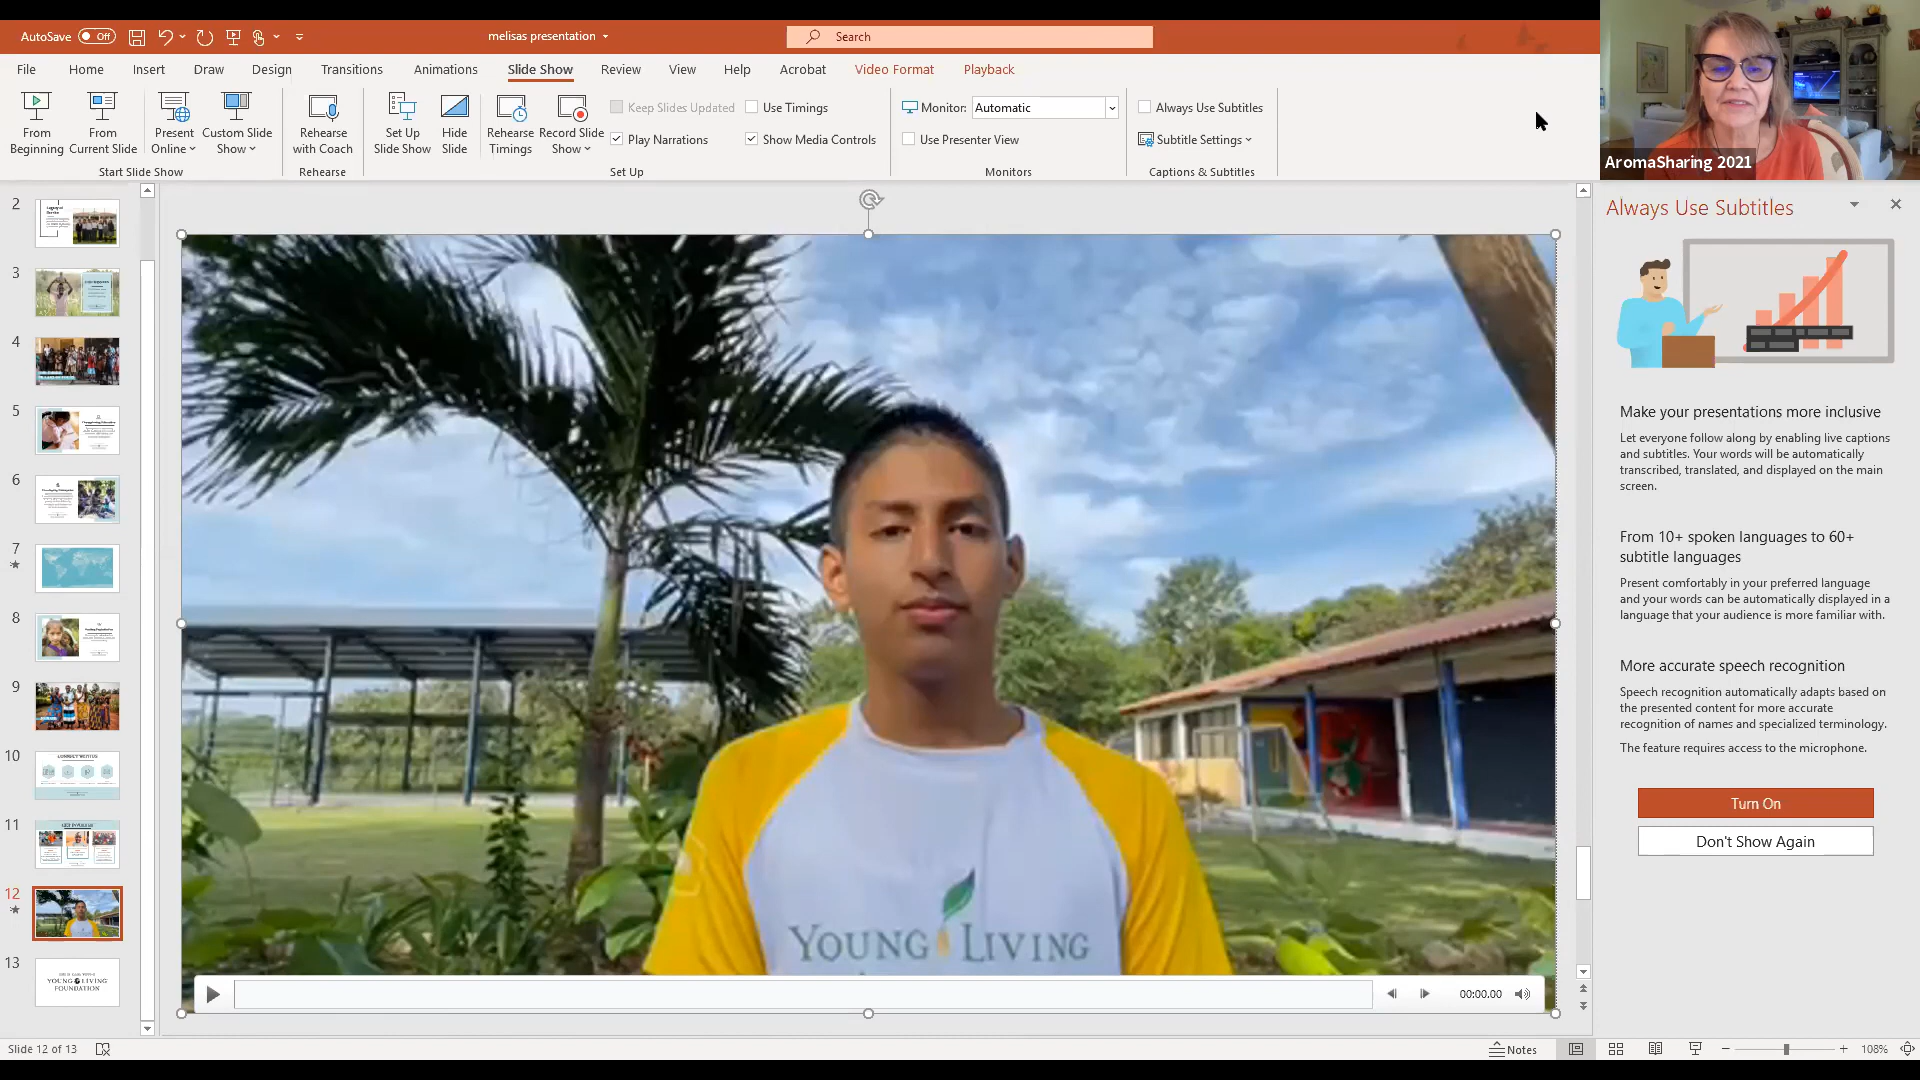 AutoSave Off
melisas presentation
Search
File Home Insert Draw Design Transitions Animations Slide Show Review View Help Acrobat Video Format Playback
From Beginning
From Current Slide
Present Online
Custom Slide Show
Start Slide Show
Rehearse with Coach
Rehearse
Set Up Slide Show
Hide Slide
Rehearse Timings
Record Slide Show
Keep Slides Updated
Play Narrations
Use Timings
Show Media Controls
Set Up
Monitor: Automatic
Use Presenter View
Monitors
Always Use Subtitles
Subtitle Settings
Captions & Subtitles
AromaSharing 2021
2
3
4
5
6
7
8
9
10
11
12
13
YOUNG LIVING
FOUNDATION
YOUNG LIVING
00:00.00
Always Use Subtitles
Make your presentations more inclusive
Let everyone follow along by enabling live captions
and subtitles. Your words will be automatically
transcribed, translated, and displayed on the main
screen.
From 10+ spoken languages to 60+
subtitle languages
Present comfortably in your preferred language
and your words can be automatically displayed in a
language that your audience is more familiar with.
More accurate speech recognition
Speech recognition automatically adapts based on
the presented content for more accurate
recognition of names and specialized terminology.
The feature requires access to the microphone.
Turn On
Don't Show Again
Slide 12 of 13
Notes
108%